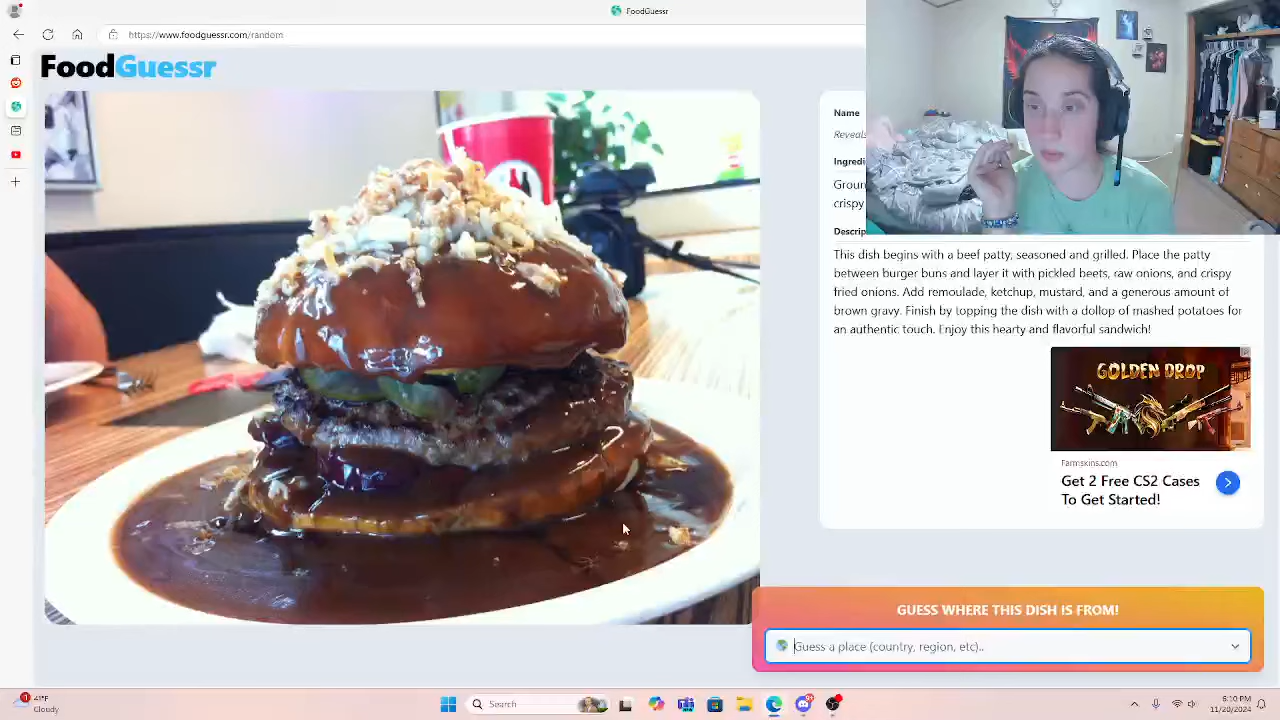 FoodGuessr
https://www.foodguessr.com/random
FoodGuessr
Name
Ingredi
Groun
crispy
Descrip
This dish begins with a beef patty, seasoned and grilled. Place the patty
between burger buns and layer it with pickled beets, raw onions, and crispy
fried onions. Add remoulade, ketchup, mustard, and a generous amount of
brown gravy. Finish by topping the dish with a dollop of mashed potatoes for
an authentic touch. Enjoy this hearty and flavorful sandwich!
GOLDEN DROP
Farmskins.com
Get 2 Free CS2 Cases
To Get Started!
GUESS WHERE THIS DISH IS FROM!
Guess a place (country, region, etc)..
41°F
Cloudy
Search
6:10 PM
11/20/2024